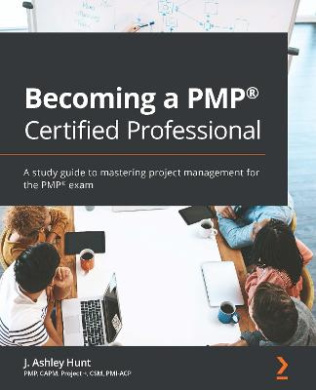 Becoming a PMP®
Certified Professional
A study guide to mastering project management for
the PMP® exam
J. Ashley Hunt
PMP, CAPM, Project +, CSM, PMI-ACP